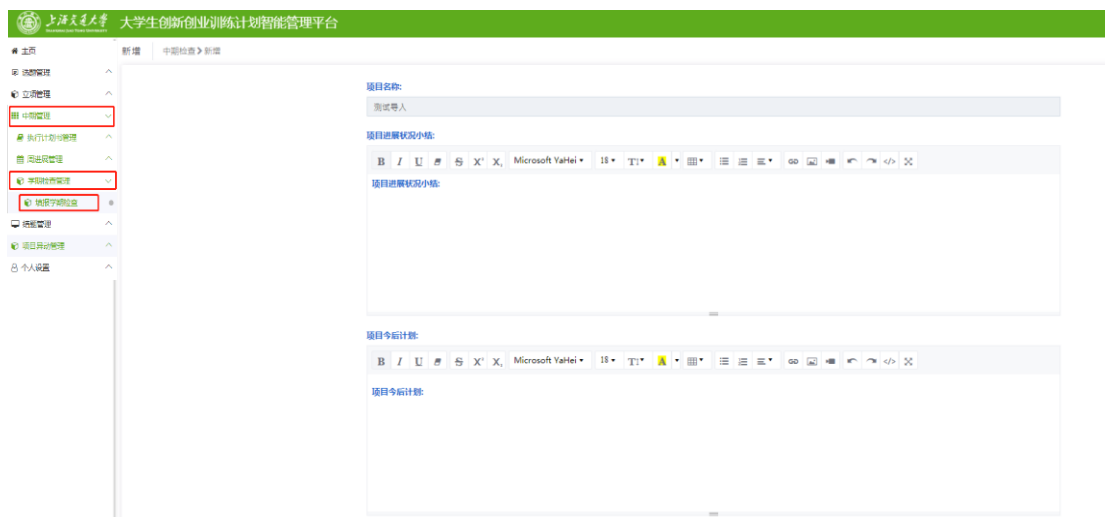 上海交通大学 大学生创新创业训练计划智能管理平台
主页
新增 中期检查>新增
选题管理
立项管理
中期管理
执行计划书管理
周进展管理
学期检查管理
填报学期检查
结题管理
项目异动管理
个人设置
项目名称:
测试导入
项目进展状况小结:
B I U S X² X₂ Microsoft YaHei 18 T A
项目进展状况小结:
项目今后计划:
B I U S X² X₂ Microsoft YaHei 18 T A
项目今后计划: